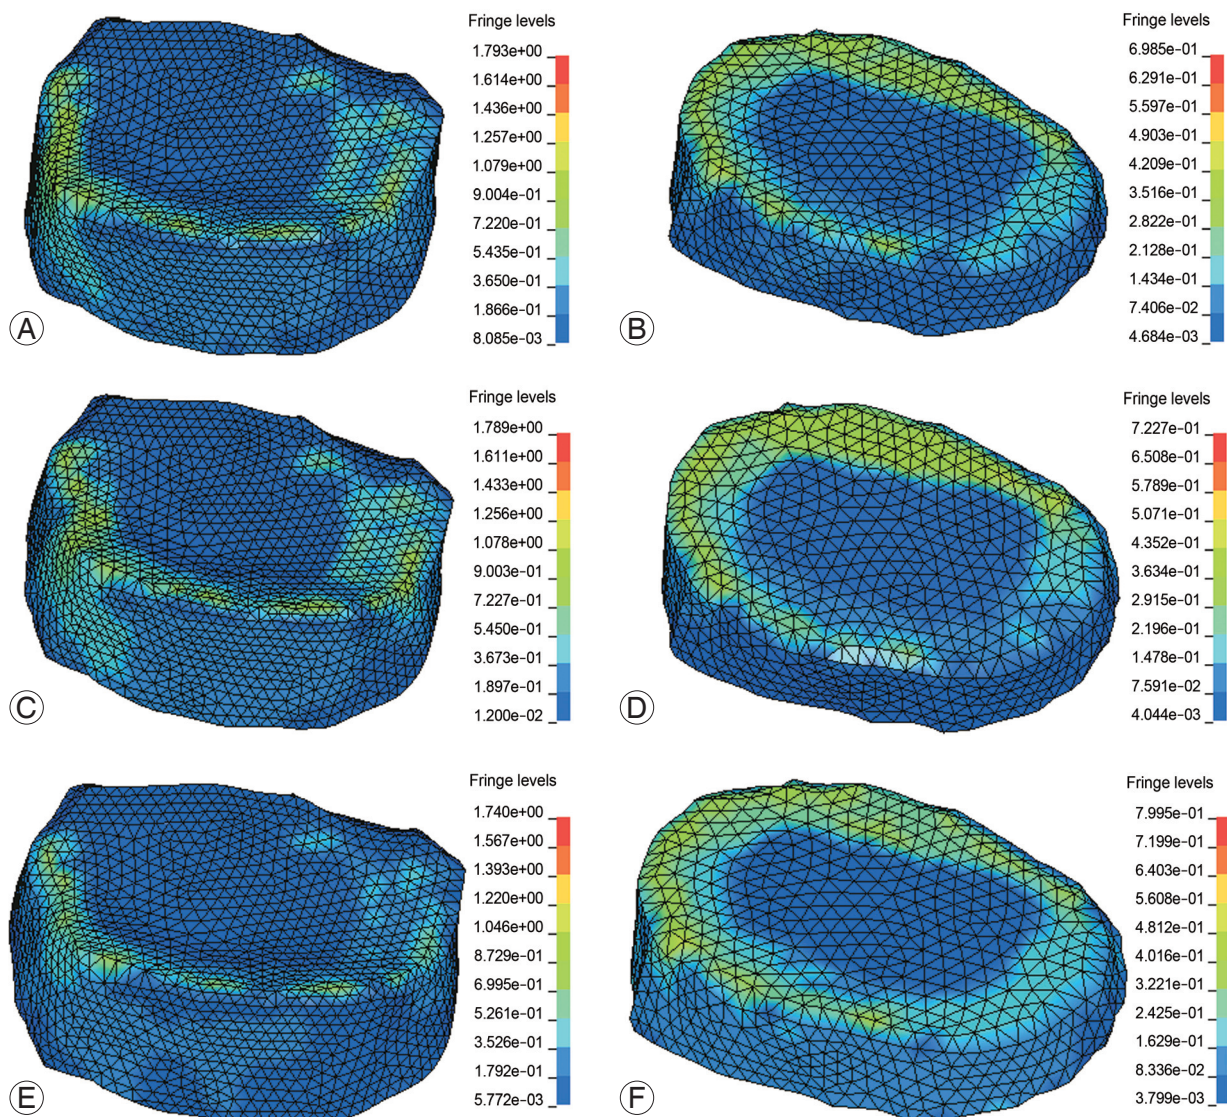 Fringe levels
1.793e+00
1.614e+00
1.436e+00
1.257e+00
1.079e+00
9.004e−01
7.220e−01
5.435e−01
3.650e−01
1.866e−01
8.085e−03
A
Fringe levels
6.985e−01
6.291e−01
5.597e−01
4.903e−01
4.209e−01
3.516e−01
2.822e−01
2.128e−01
1.434e−01
7.406e−02
4.684e−03
B
Fringe levels
1.789e+00
1.611e+00
1.433e+00
1.256e+00
1.078e+00
9.003e−01
7.227e−01
5.450e−01
3.673e−01
1.897e−01
1.200e−02
C
Fringe levels
7.227e−01
6.508e−01
5.789e−01
5.071e−01
4.352e−01
3.634e−01
2.915e−01
2.196e−01
1.478e−01
7.591e−02
4.044e−03
D
Fringe levels
1.740e+00
1.567e+00
1.393e+00
1.220e+00
1.046e+00
8.729e−01
6.995e−01
5.261e−01
3.526e−01
1.792e−01
5.772e−03
E
Fringe levels
7.995e−01
7.199e−01
6.403e−01
5.608e−01
4.812e−01
4.016e−01
3.221e−01
2.425e−01
1.629e−01
8.336e−02
3.799e−03
F